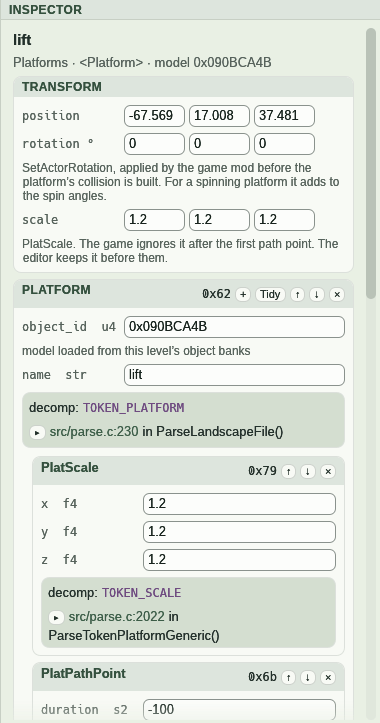 INSPECTOR
lift
Platforms · <Platform> · model 0x090BCA4B
TRANSFORM
position -67.569 17.008 37.481
rotation ° 0 0 0
SetActorRotation, applied by the game mod before the
platform's collision is built. For a spinning platform it adds to
the spin angles.
scale 1.2 1.2 1.2
PlatScale. The game ignores it after the first path point. The
editor keeps it before them.
PLATFORM 0x62 + Tidy ↑ ↓ ×
object_id u4 0x090BCA4B
model loaded from this level's object banks
name str lift
decomp: TOKEN_PLATFORM
▸ src/parse.c:230 in ParseLandscapeFile()
PlatScale 0x79 ↑ ↓ ×
x f4 1.2
y f4 1.2
z f4 1.2
decomp: TOKEN_SCALE
▸ src/parse.c:2022 in
ParseTokenPlatformGeneric()
PlatPathPoint 0x6b ↑ ↓ ×
duration s2 -100